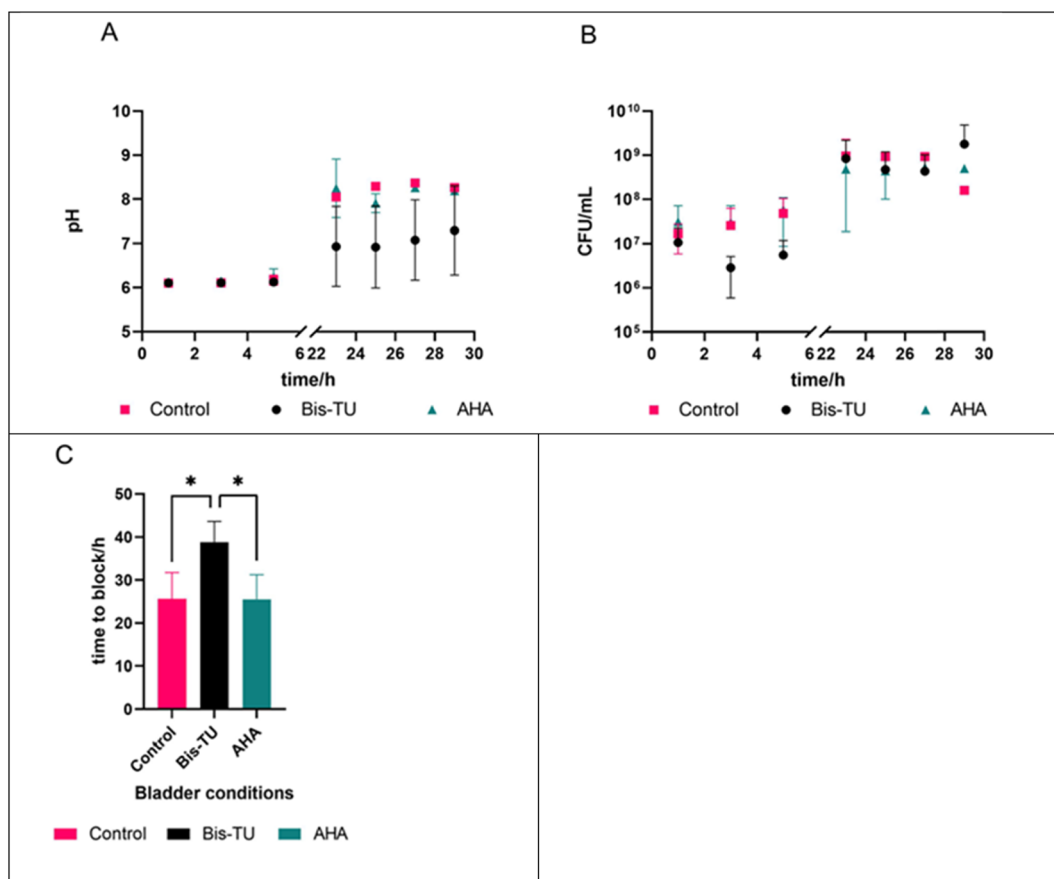 A
pH
10
9
8
7
6
5
0 2 4 6 22 24 26 28 30
time/h
Control Bis-TU AHA
B
CFU/mL
10^10
10^9
10^8
10^7
10^6
10^5
0 2 4 6 22 24 26 28 30
time/h
Control Bis-TU AHA
C
* *
time to block/h
50
40
30
20
10
0
Control Bis-TU AHA
Bladder conditions
Control Bis-TU AHA